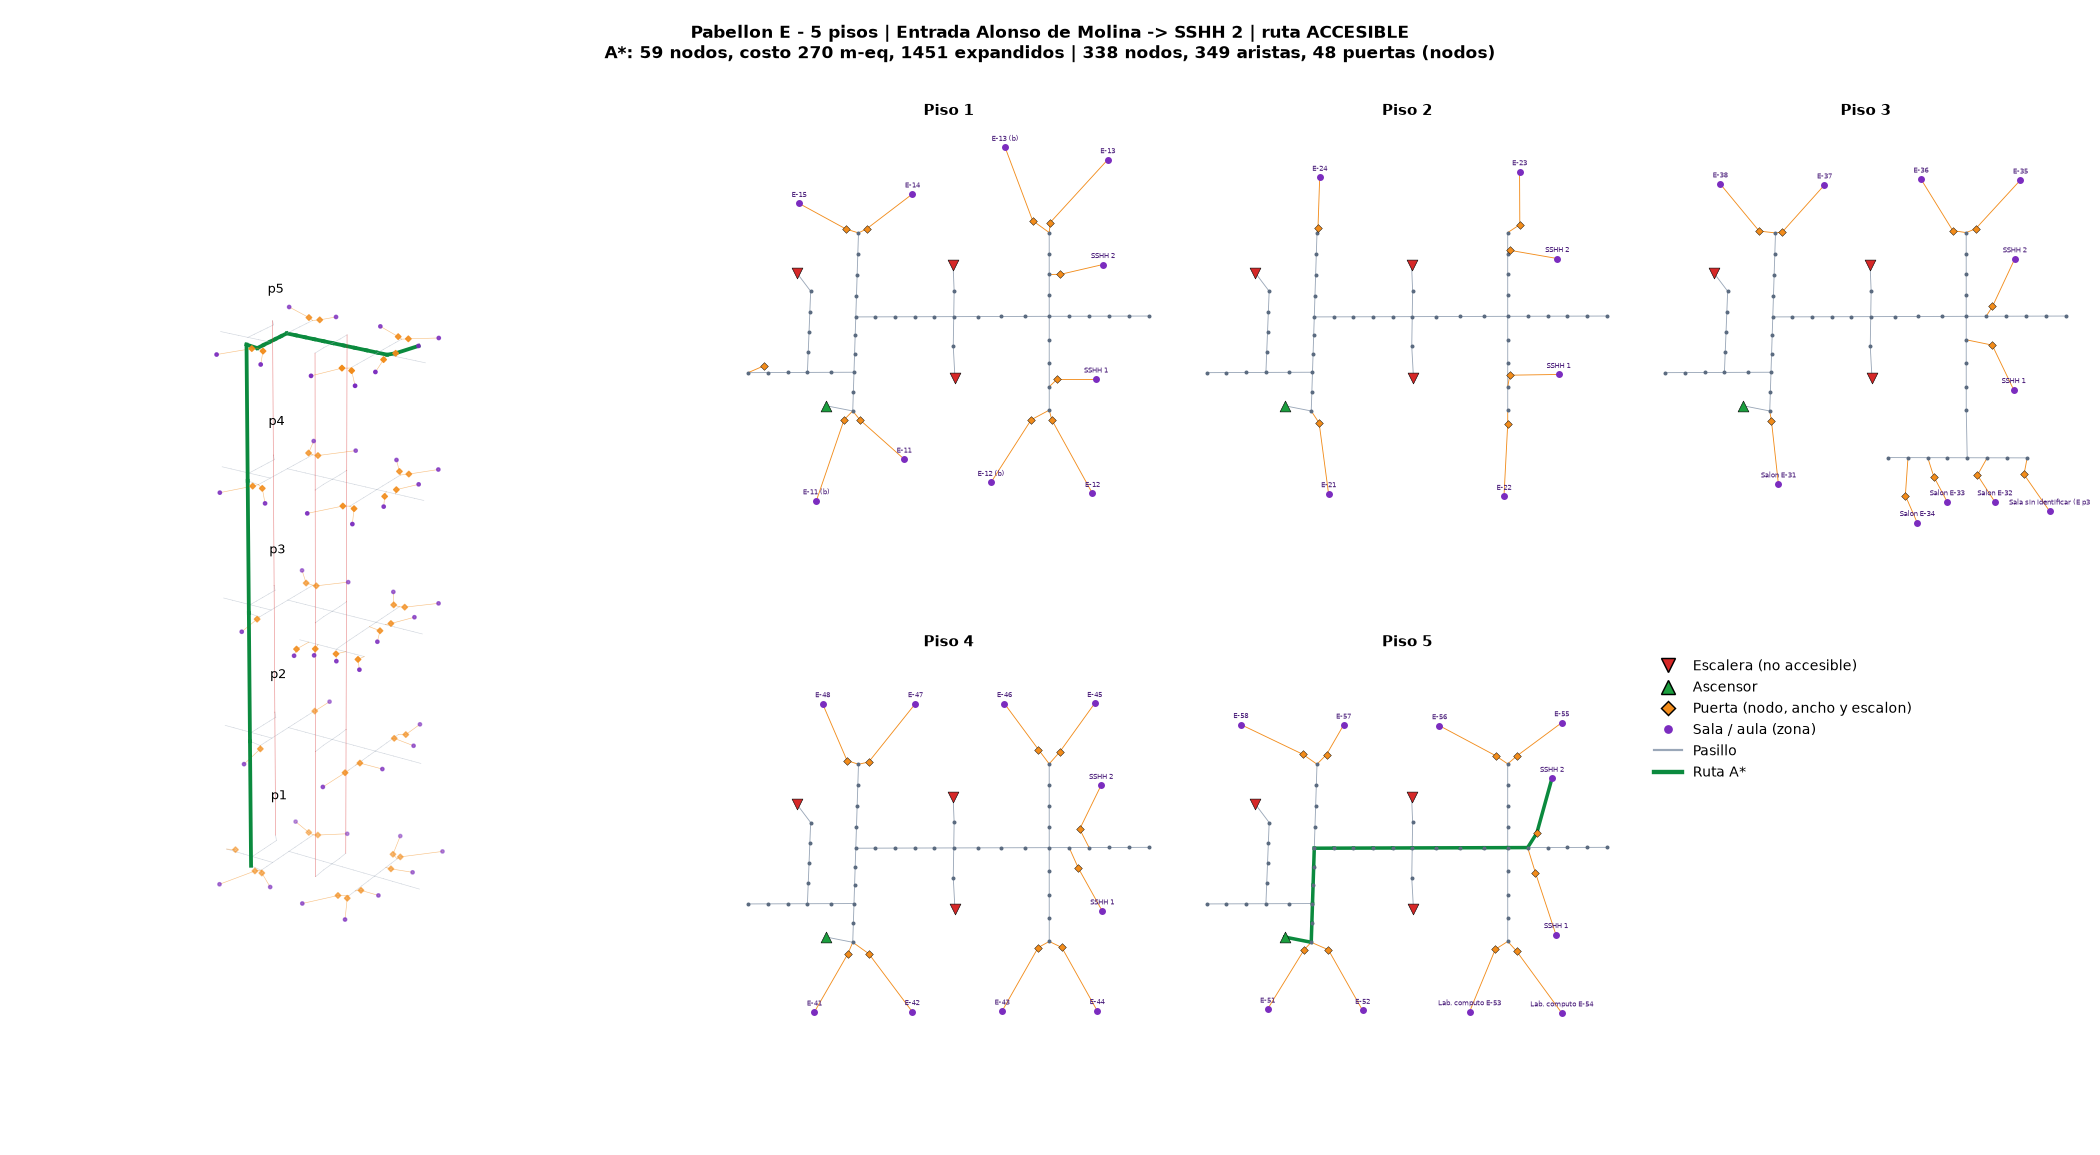 Pabellon E - 5 pisos | Entrada Alonso de Molina -> SSHH 2 | ruta ACCESIBLE
A*: 59 nodos, costo 270 m-eq, 1451 expandidos | 338 nodos, 349 aristas, 48 puertas (nodos)
p5
p4
p3
p2
p1
Piso 1
E-13 (b)
E-13
E-14
E-15
SSHH 2
SSHH 1
E-11
E-12 (b)
E-12
E-11 (b)
Piso 2
E-24
E-23
SSHH 2
SSHH 1
E-21
E-22
Piso 3
E-38
E-37
E-36
E-35
SSHH 2
SSHH 1
Salon E-31
Salon E-33
Salon E-32
Sala sin identificar (E p3
Salon E-34
Piso 4
E-48
E-47
E-46
E-45
SSHH 2
SSHH 1
E-41
E-42
E-43
E-44
Piso 5
E-58
E-57
E-56
E-55
SSHH 2
SSHH 1
E-51
E-52
Lab. computo E-53
Lab. computo E-54
Escalera (no accesible)
Ascensor
Puerta (nodo, ancho y escalon)
Sala / aula (zona)
Pasillo
Ruta A*